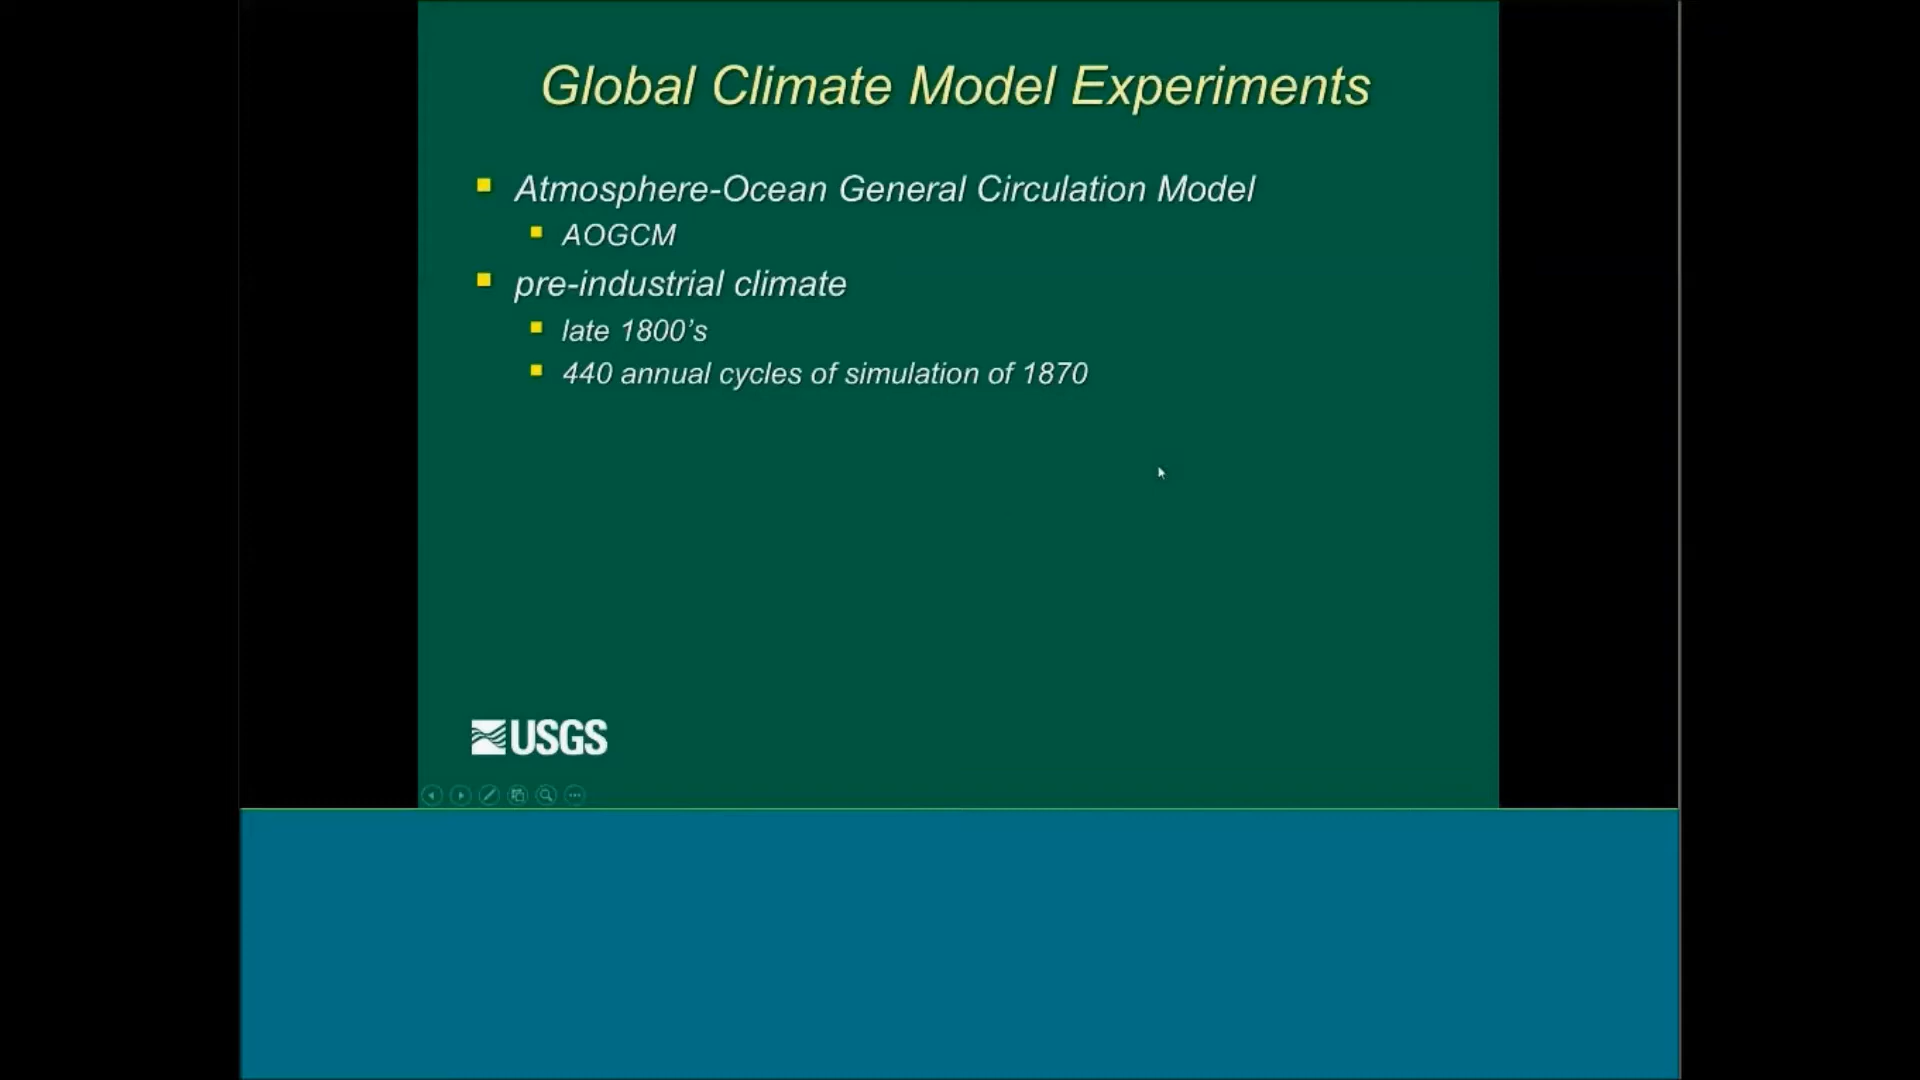 Global Climate Model Experiments
Atmosphere-Ocean General Circulation Model
AOGCM
pre-industrial climate
late 1800’s
440 annual cycles of simulation of 1870
USGS